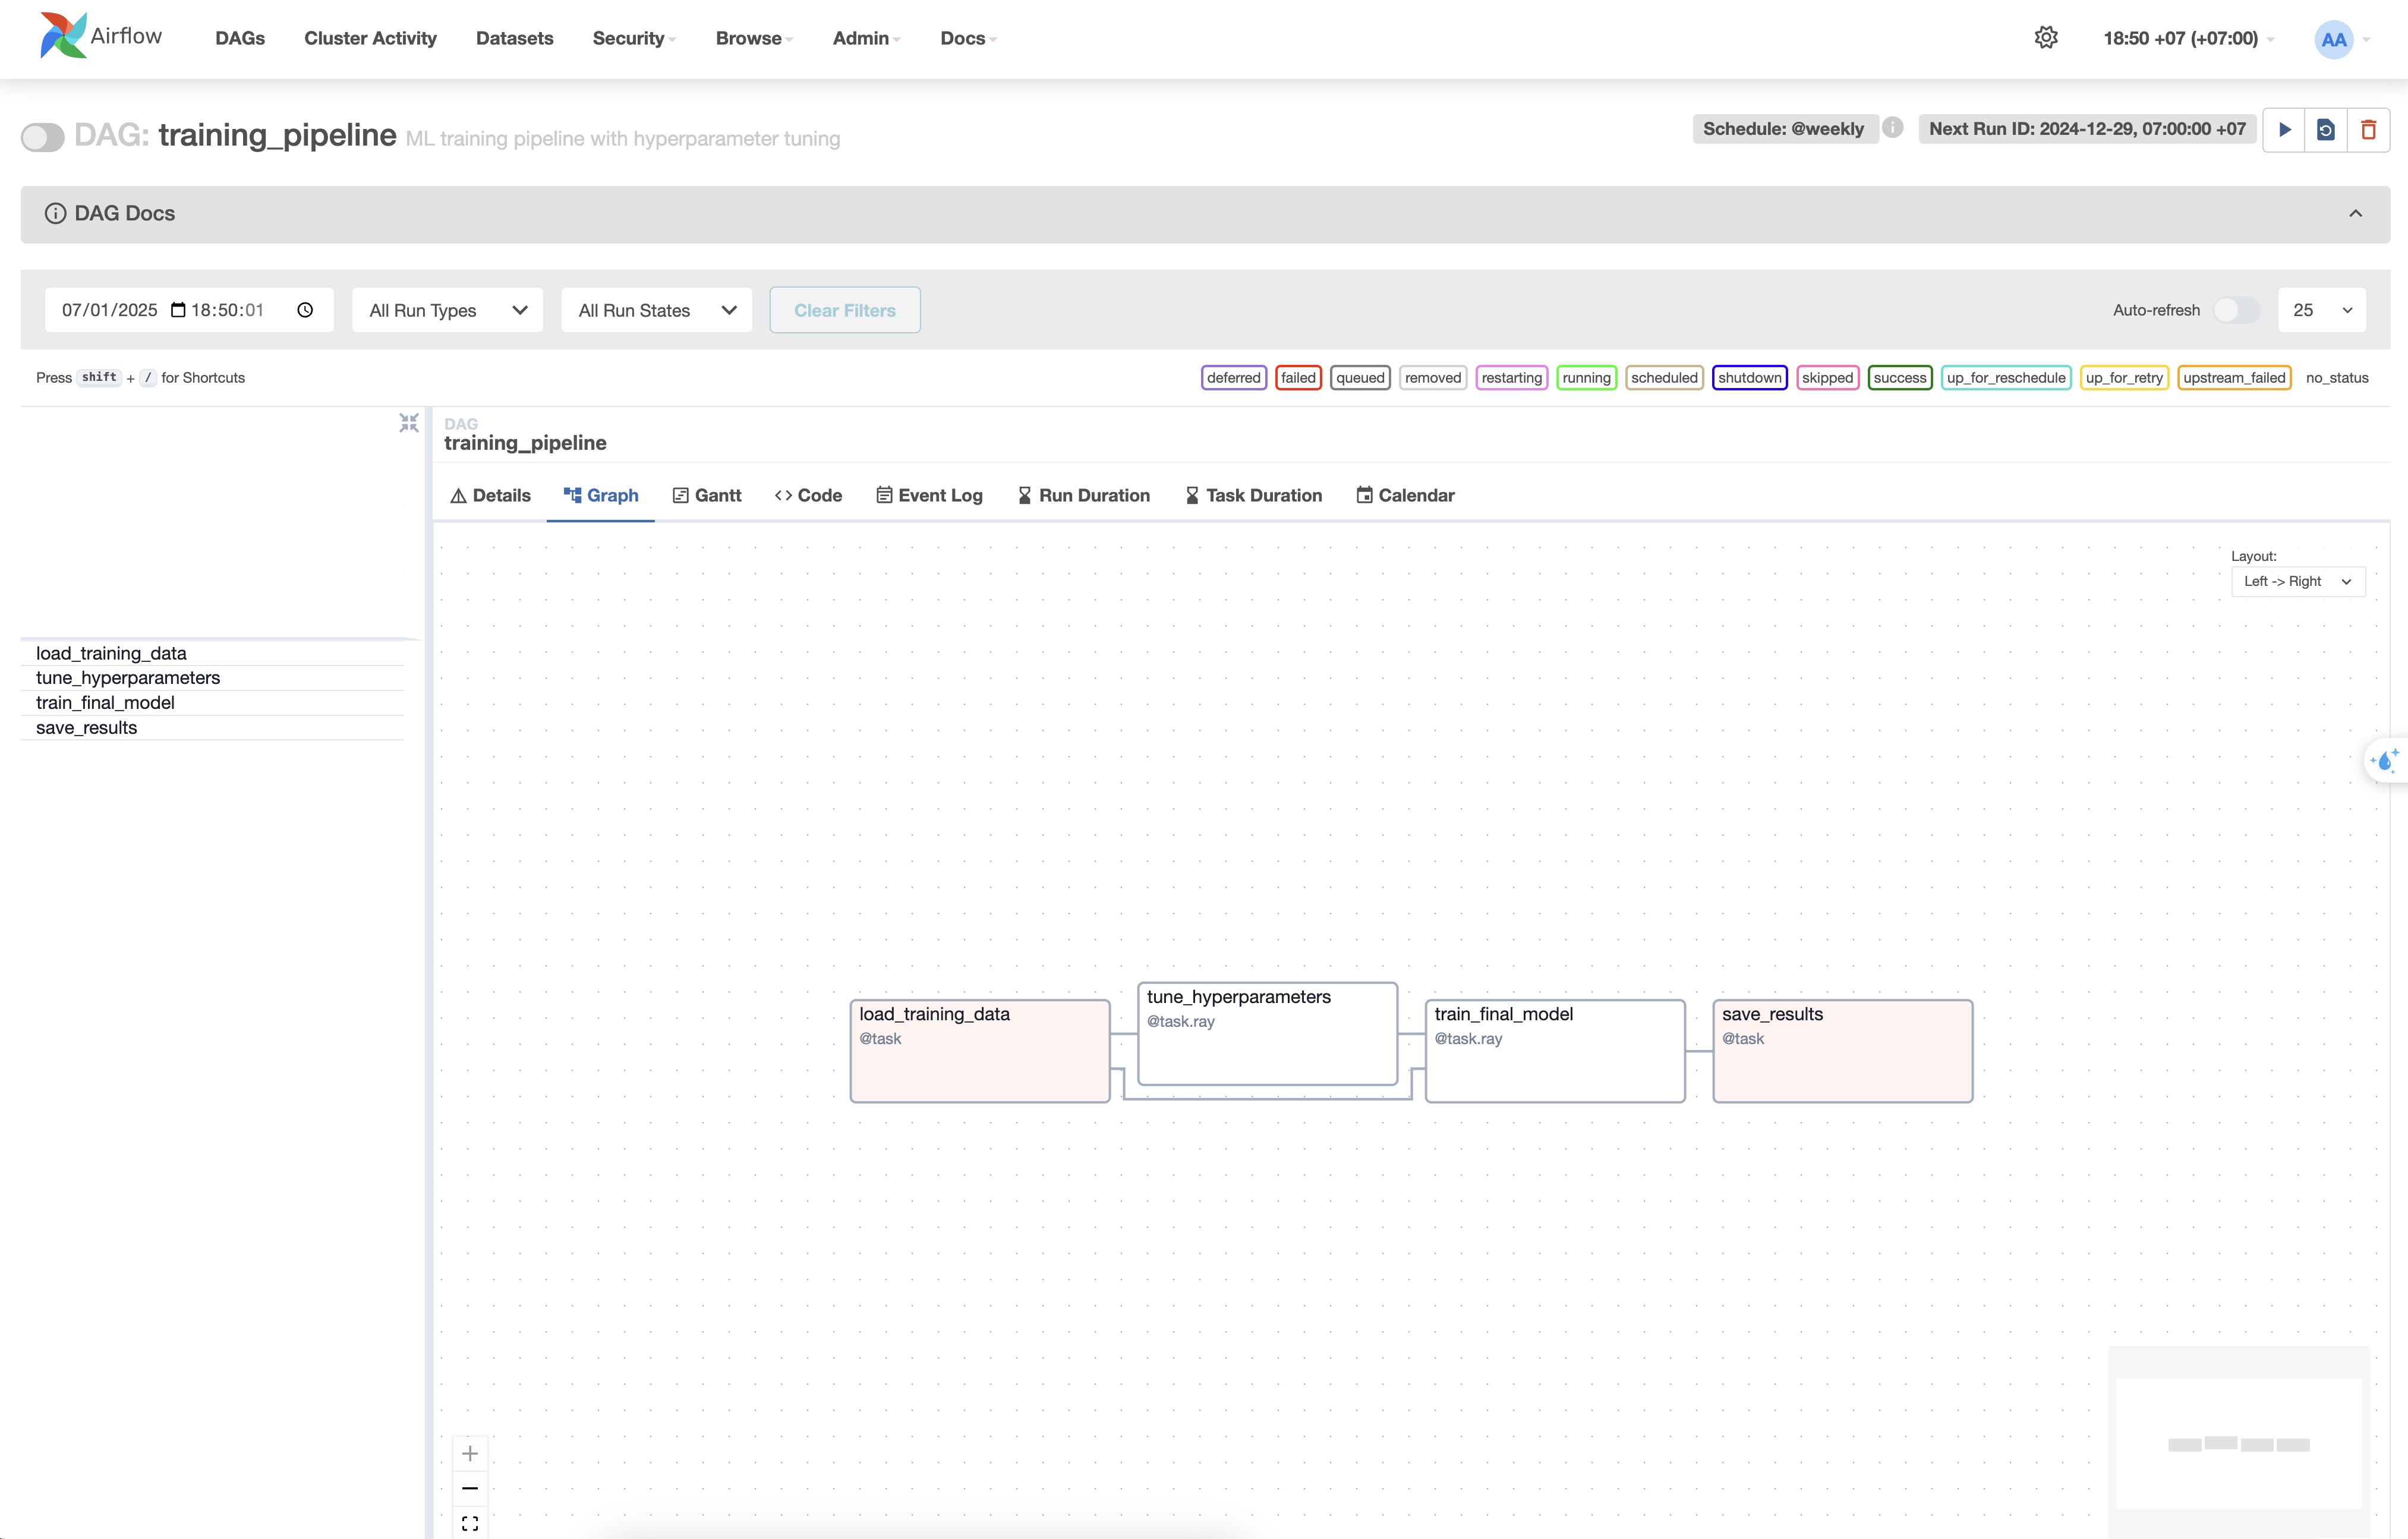 Airflow
DAGs Cluster Activity Datasets Security Browse Admin Docs
18:50 +07 (+07:00)
AA
DAG: training_pipeline ML training pipeline with hyperparameter tuning
Schedule: @weekly
Next Run ID: 2024-12-29, 07:00:00 +07
DAG Docs
07/01/2025 18:50:01
All Run Types
All Run States
Clear Filters
Auto-refresh
25
Press shift + / for Shortcuts
deferred failed queued removed restarting running scheduled shutdown skipped success up_for_reschedule up_for_retry upstream_failed no_status
DAG
training_pipeline
Details Graph Gantt Code Event Log Run Duration Task Duration Calendar
Layout:
Left -> Right
load_training_data
tune_hyperparameters
train_final_model
save_results
load_training_data
@task
tune_hyperparameters
@task.ray
train_final_model
@task.ray
save_results
@task